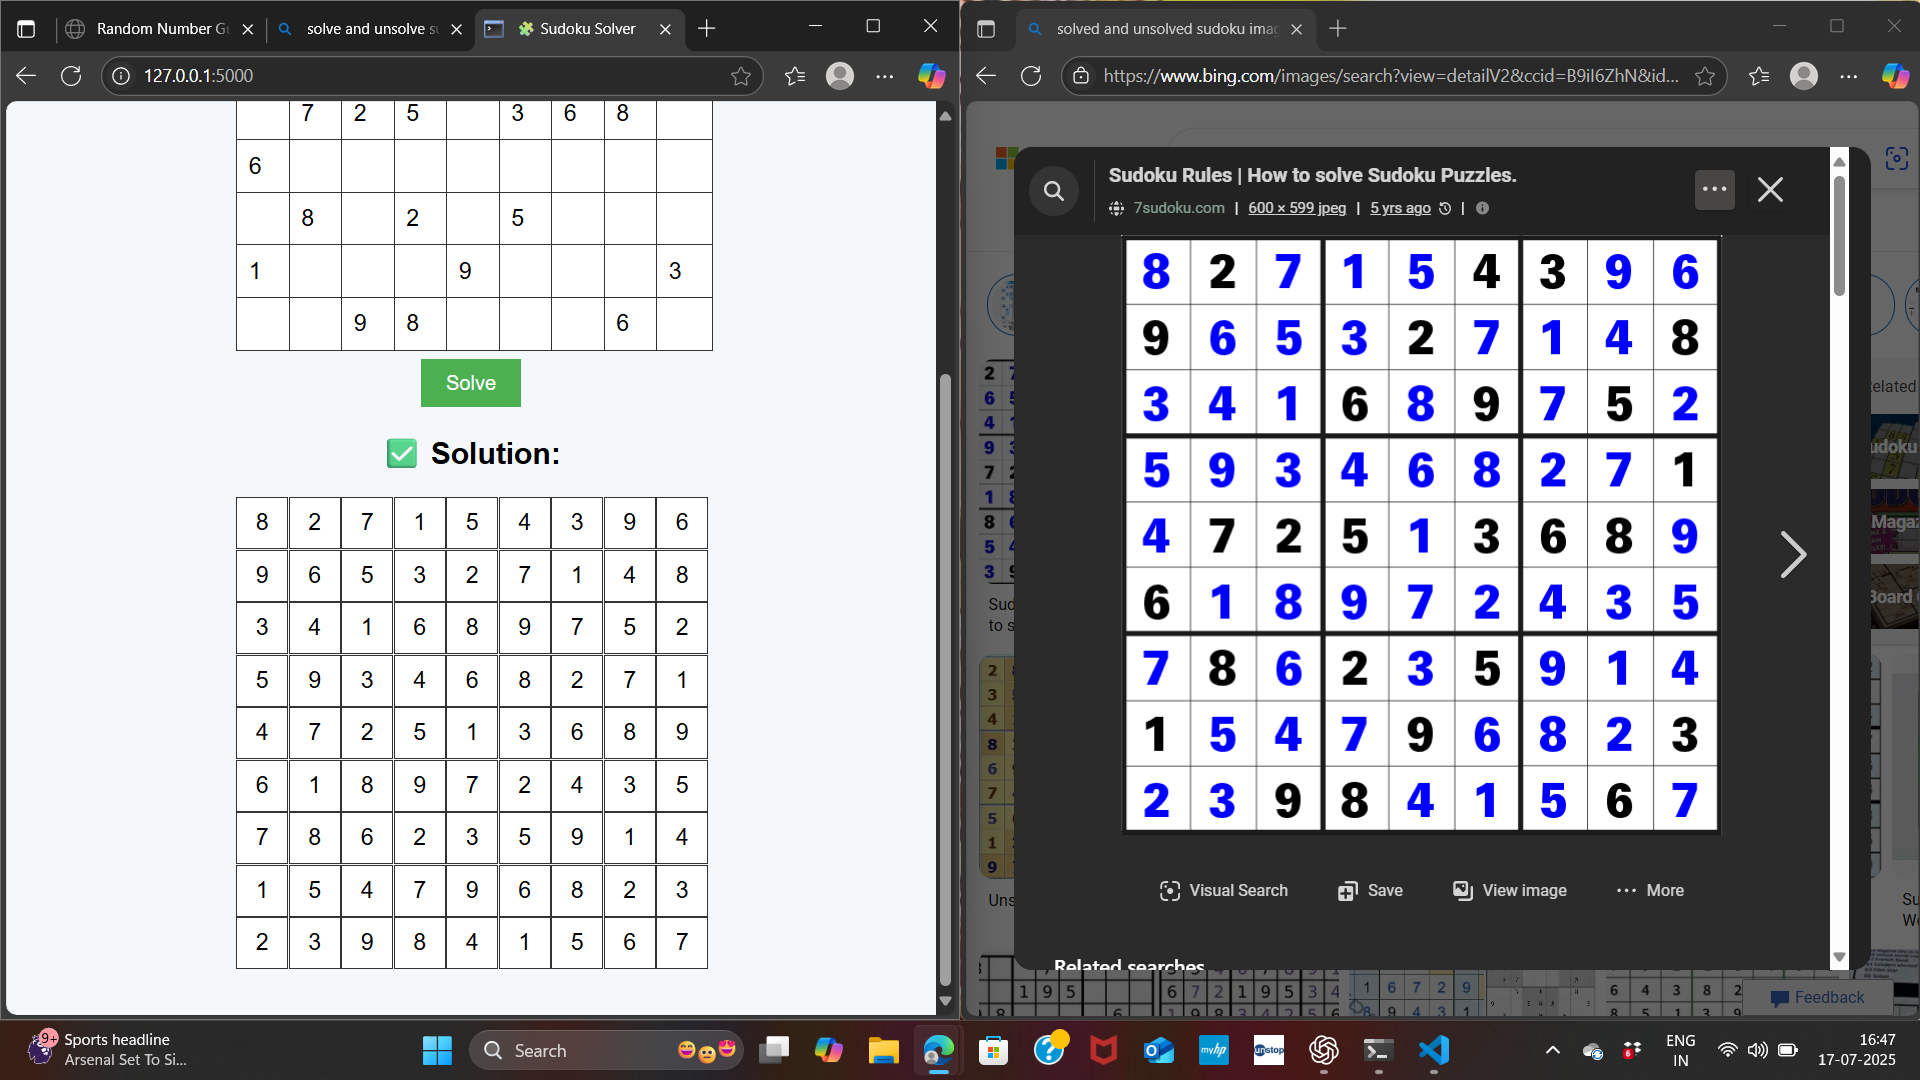 Random Number Gu
solve and unsolve su
Sudoku Solver
127.0.0.1:5000
7 2 5 3 6 8
6
8 2 5
1 9 3
9 8 6
Solve
Solution:
8 2 7 1 5 4 3 9 6
9 6 5 3 2 7 1 4 8
3 4 1 6 8 9 7 5 2
5 9 3 4 6 8 2 7 1
4 7 2 5 1 3 6 8 9
6 1 8 9 7 2 4 3 5
7 8 6 2 3 5 9 1 4
1 5 4 7 9 6 8 2 3
2 3 9 8 4 1 5 6 7
solved and unsolved sudoku imag
https://www.bing.com/images/search?view=detailV2&ccid=B9iI6ZhN&id...
Sudoku Rules | How to solve Sudoku Puzzles.
7sudoku.com | 600 × 599 jpeg | 5 yrs ago |
8 2 7 1 5 4 3 9 6
9 6 5 3 2 7 1 4 8
3 4 1 6 8 9 7 5 2
5 9 3 4 6 8 2 7 1
4 7 2 5 1 3 6 8 9
6 1 8 9 7 2 4 3 5
7 8 6 2 3 5 9 1 4
1 5 4 7 9 6 8 2 3
2 3 9 8 4 1 5 6 7
Visual Search
Save
View image
More
Related searches
Feedback
9+
Sports headline
Arsenal Set To Si...
Search
myhp
unstop
ENG
IN
16:47
17-07-2025